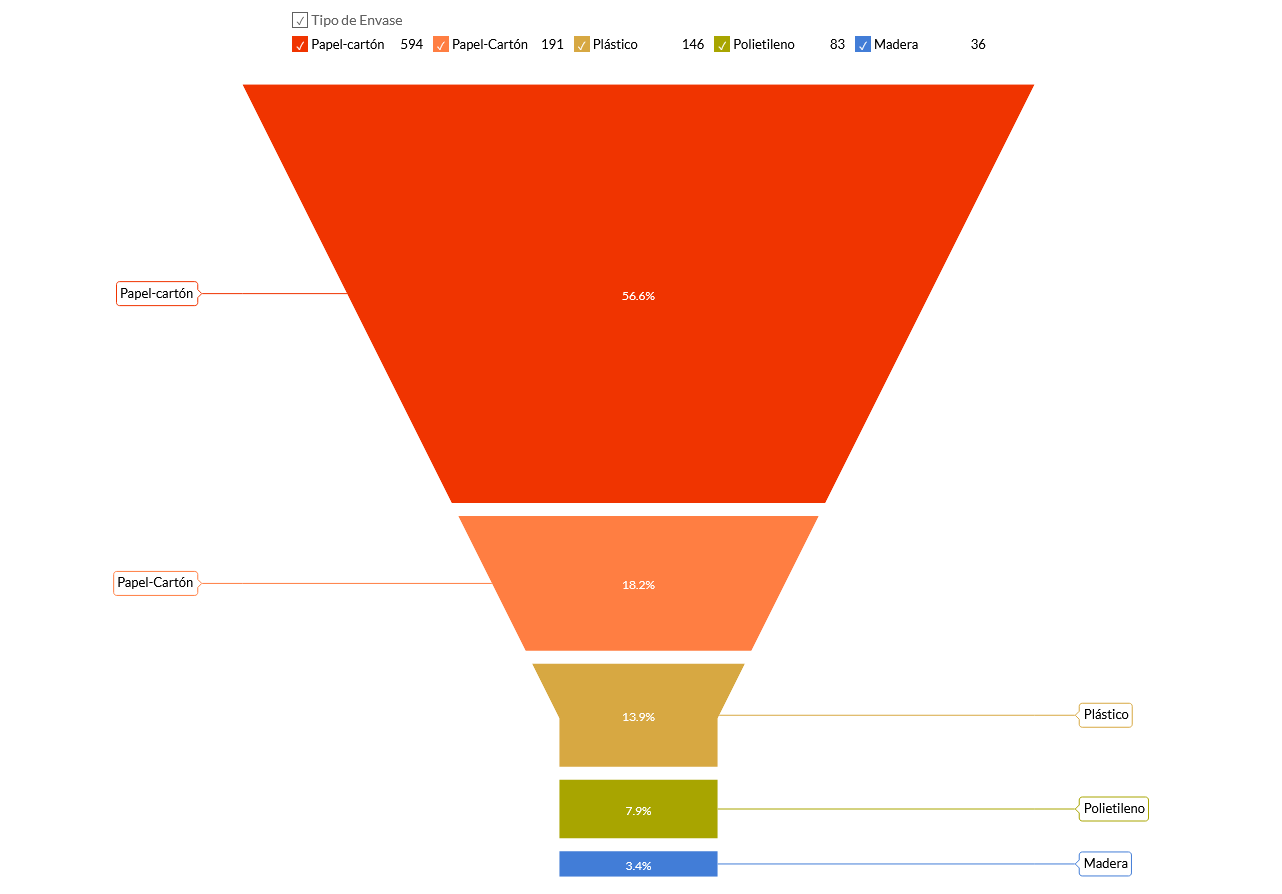 Tipo de Envase
Papel-cartón 594 Papel-Cartón 191 Plástico 146 Polietileno 83 Madera 36
Papel-cartón 56.6%
Papel-Cartón 18.2%
13.9% Plástico
7.9% Polietileno
3.4% Madera